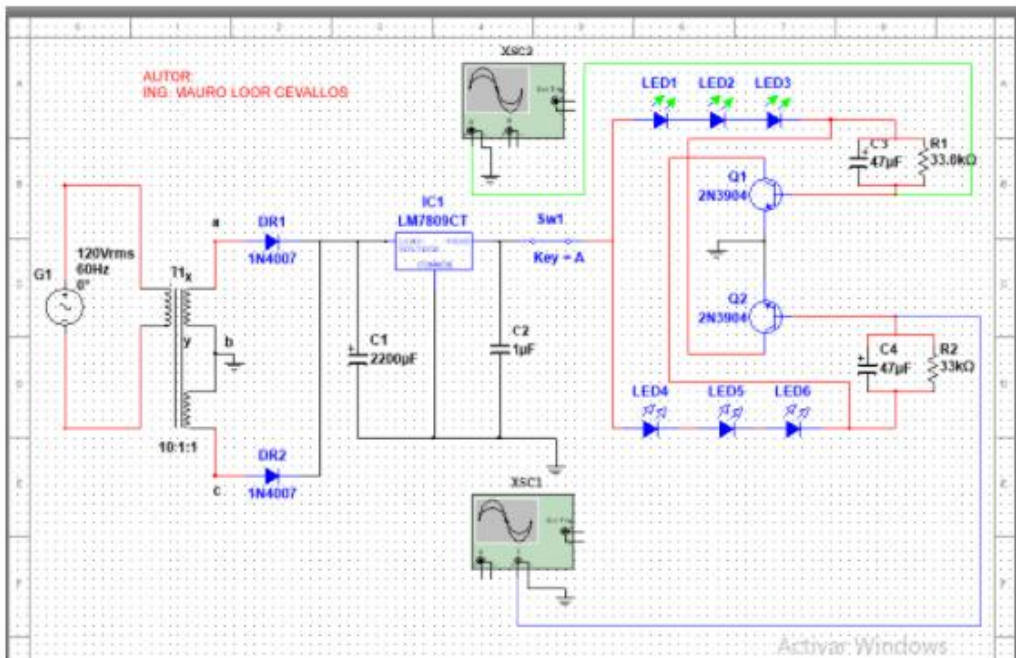 XSC2
AUTOR
ING. MAURO LOOR CEVALLOS
LED1 LED2 LED3
C3
47µF
R1
33.0kΩ
Q1
2N3904
IC1
LM7809CT
Sw1
Key = A
a
DR1
1N4007
120Vrms
60Hz
0°
G1
T1
x
y
b
10:1:1
C1
2200µF
C2
1µF
Q2
2N3904
C4
47µF
R2
33kΩ
LED4 LED5 LED6
DR2
1N4007
c
XSC1
Activar Windows